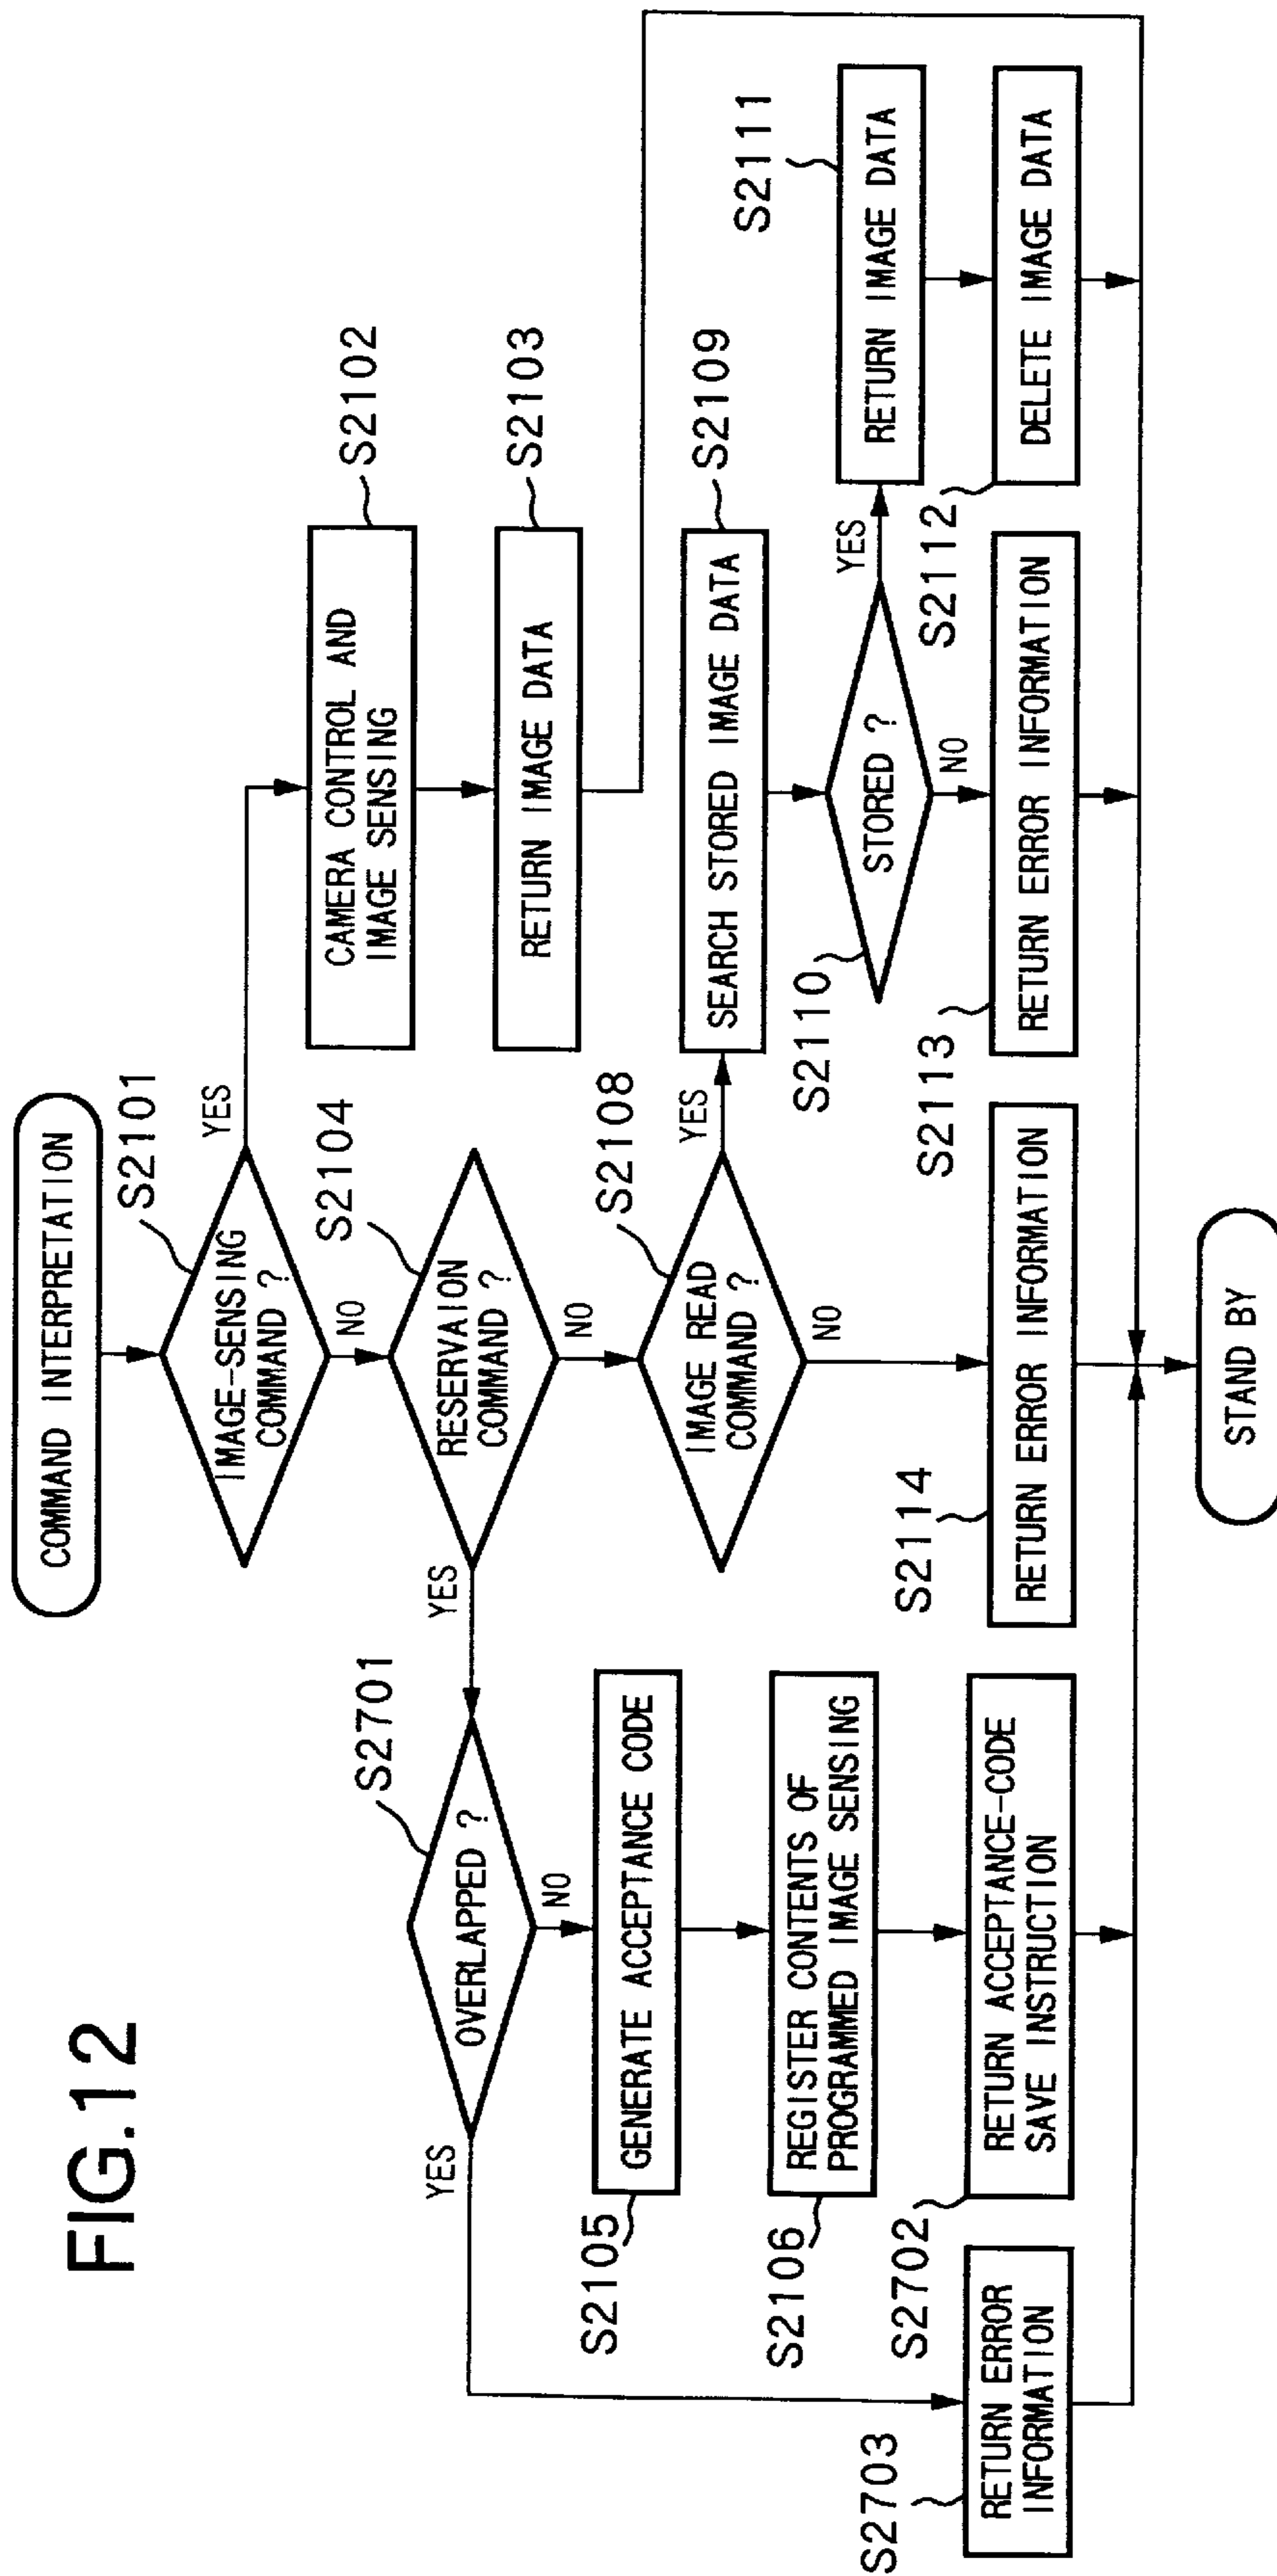 FIG.12
COMMAND INTERPRETATION
S2101
IMAGE-SENSING
COMMAND ?
YES
NO
S2102
CAMERA CONTROL AND
IMAGE SENSING
S2103
RETURN IMAGE DATA
S2104
RESERVAION
COMMAND ?
YES
NO
S2701
OVERLAPPED ?
YES
NO
S2105
GENERATE ACCEPTANCE CODE
S2106
REGISTER CONTENTS OF
PROGRAMMED IMAGE SENSING
S2702
RETURN ACCEPTANCE-CODE
SAVE INSTRUCTION
S2703
RETURN ERROR
INFORMATION
S2108
IMAGE READ
COMMAND ?
YES
NO
S2109
SEARCH STORED IMAGE DATA
S2110
STORED ?
YES
NO
S2111
RETURN IMAGE DATA
S2112
DELETE IMAGE DATA
S2113
RETURN ERROR INFORMATION
S2114
RETURN ERROR INFORMATION
STAND BY